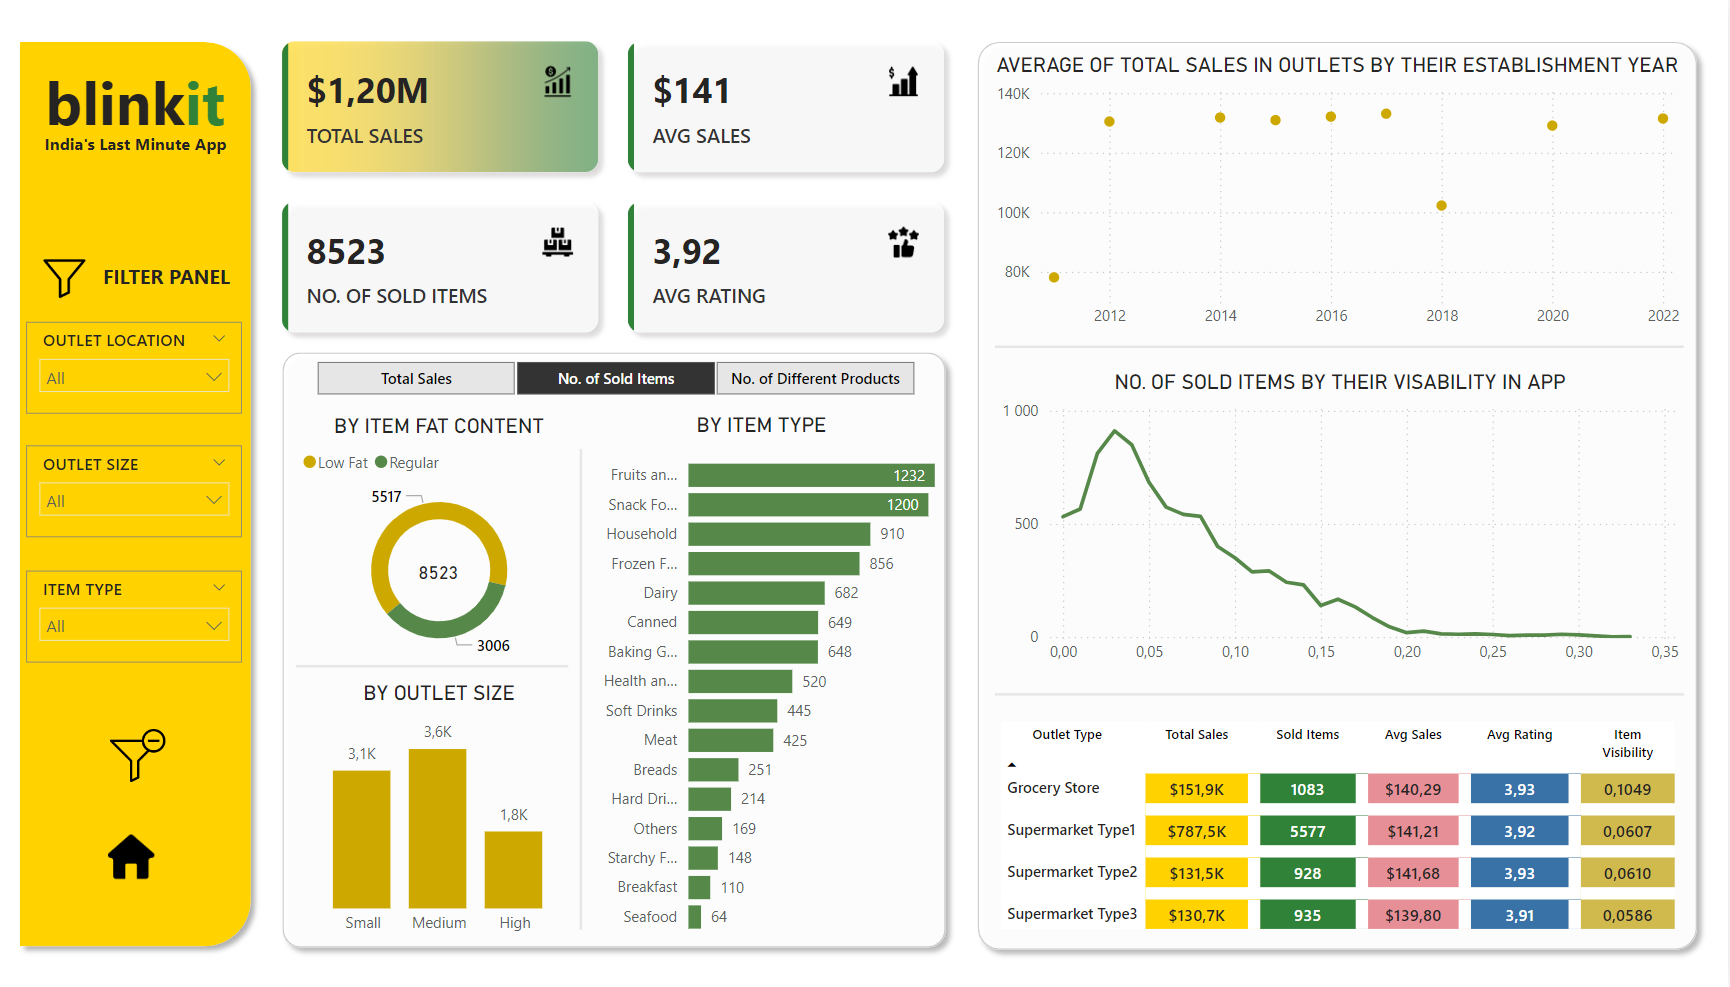 blinkit
India's Last Minute App
FILTER PANEL
OUTLET LOCATION
All
OUTLET SIZE
All
ITEM TYPE
All
$1,20M
TOTAL SALES
$141
AVG SALES
8523
NO. OF SOLD ITEMS
3,92
AVG RATING
Total Sales No. of Sold Items No. of Different Products
BY ITEM FAT CONTENT
Low Fat Regular
5517
8523
3006
BY OUTLET SIZE
3,1K 3,6K 1,8K
Small Medium High
BY ITEM TYPE
Fruits an... 1232
Snack Fo... 1200
Household 910
Frozen F... 856
Dairy 682
Canned 649
Baking G... 648
Health an... 520
Soft Drinks 445
Meat 425
Breads 251
Hard Dri... 214
Others 169
Starchy F... 148
Breakfast 110
Seafood 64
AVERAGE OF TOTAL SALES IN OUTLETS BY THEIR ESTABLISHMENT YEAR
140K
120K
100K
80K
2012 2014 2016 2018 2020 2022
NO. OF SOLD ITEMS BY THEIR VISABILITY IN APP
1 000
500
0
0,00 0,05 0,10 0,15 0,20 0,25 0,30 0,35
Outlet Type Total Sales Sold Items Avg Sales Avg Rating Item Visibility
Grocery Store $151,9K 1083 $140,29 3,93 0,1049
Supermarket Type1 $787,5K 5577 $141,21 3,92 0,0607
Supermarket Type2 $131,5K 928 $141,68 3,93 0,0610
Supermarket Type3 $130,7K 935 $139,80 3,91 0,0586